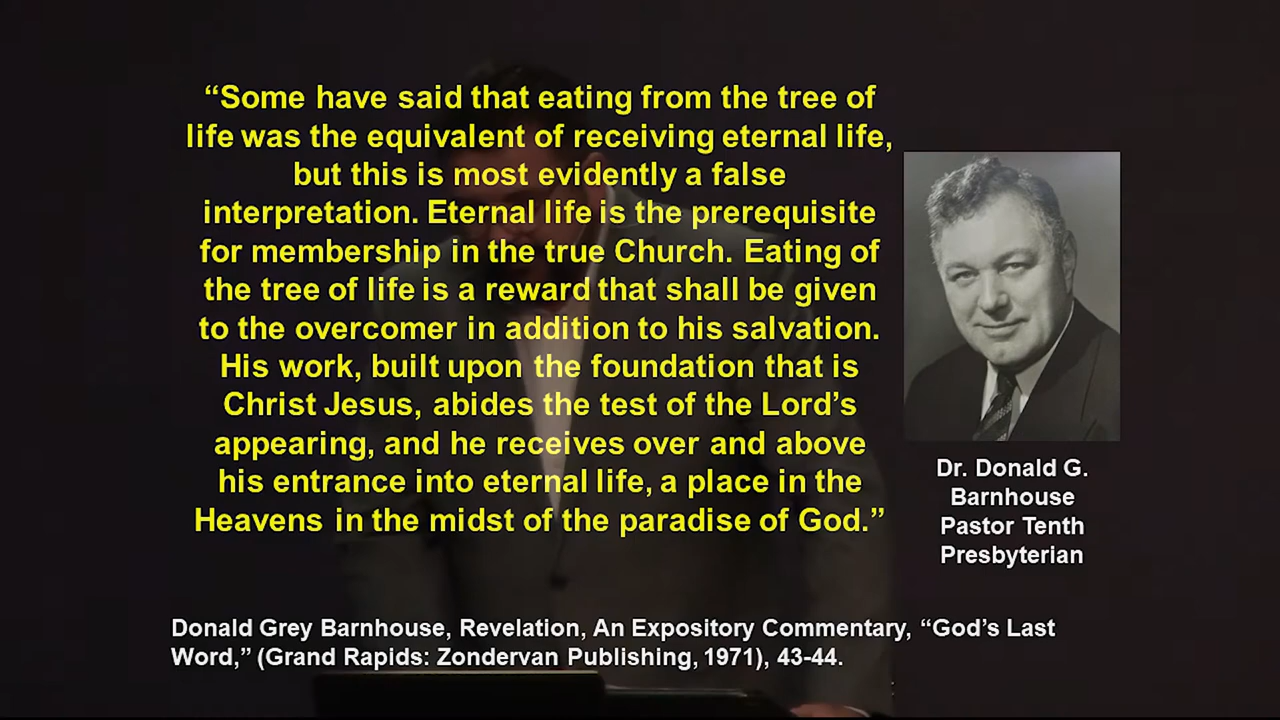 “Some have said that eating from the tree of
life was the equivalent of receiving eternal life,
but this is most evidently a false
interpretation. Eternal life is the prerequisite
for membership in the true Church. Eating of
the tree of life is a reward that shall be given
to the overcomer in addition to his salvation.
His work, built upon the foundation that is
Christ Jesus, abides the test of the Lord’s
appearing, and he receives over and above
his entrance into eternal life, a place in the
Heavens in the midst of the paradise of God.”
Dr. Donald G.
Barnhouse
Pastor Tenth
Presbyterian
Donald Grey Barnhouse, Revelation, An Expository Commentary, “God’s Last
Word,” (Grand Rapids: Zondervan Publishing, 1971), 43-44.